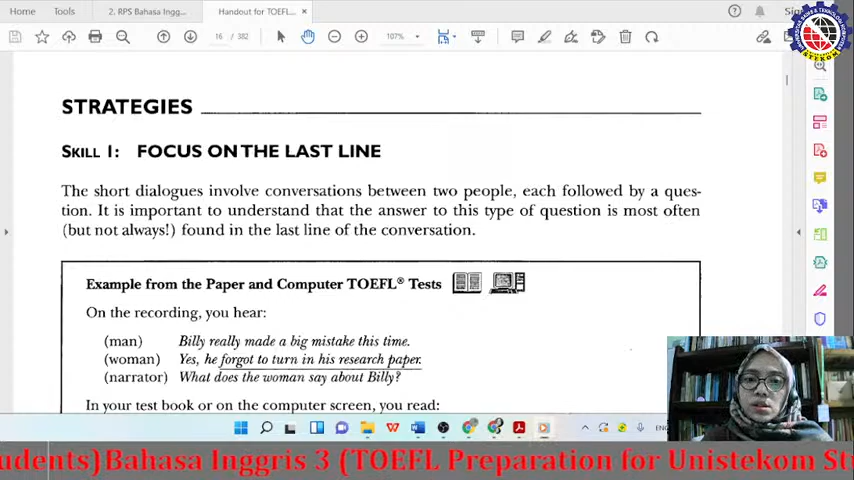 Home Tools 2. RPS Bahasa Ingg... Handout for TOEFL... × Sign
16 / 382 107%
STEKOM
STRATEGIES
SKILL 1: FOCUS ON THE LAST LINE
The short dialogues involve conversations between two people, each followed by a ques-
tion. It is important to understand that the answer to this type of question is most often
(but not always!) found in the last line of the conversation.
Example from the Paper and Computer TOEFL® Tests
On the recording, you hear:
(man) Billy really made a big mistake this time.
(woman) Yes, he forgot to turn in his research paper.
(narrator) What does the woman say about Billy?
In your test book or on the computer screen, you read:
ENG
udents)Bahasa Inggris 3 (TOEFL Preparation for Unistekom Stu